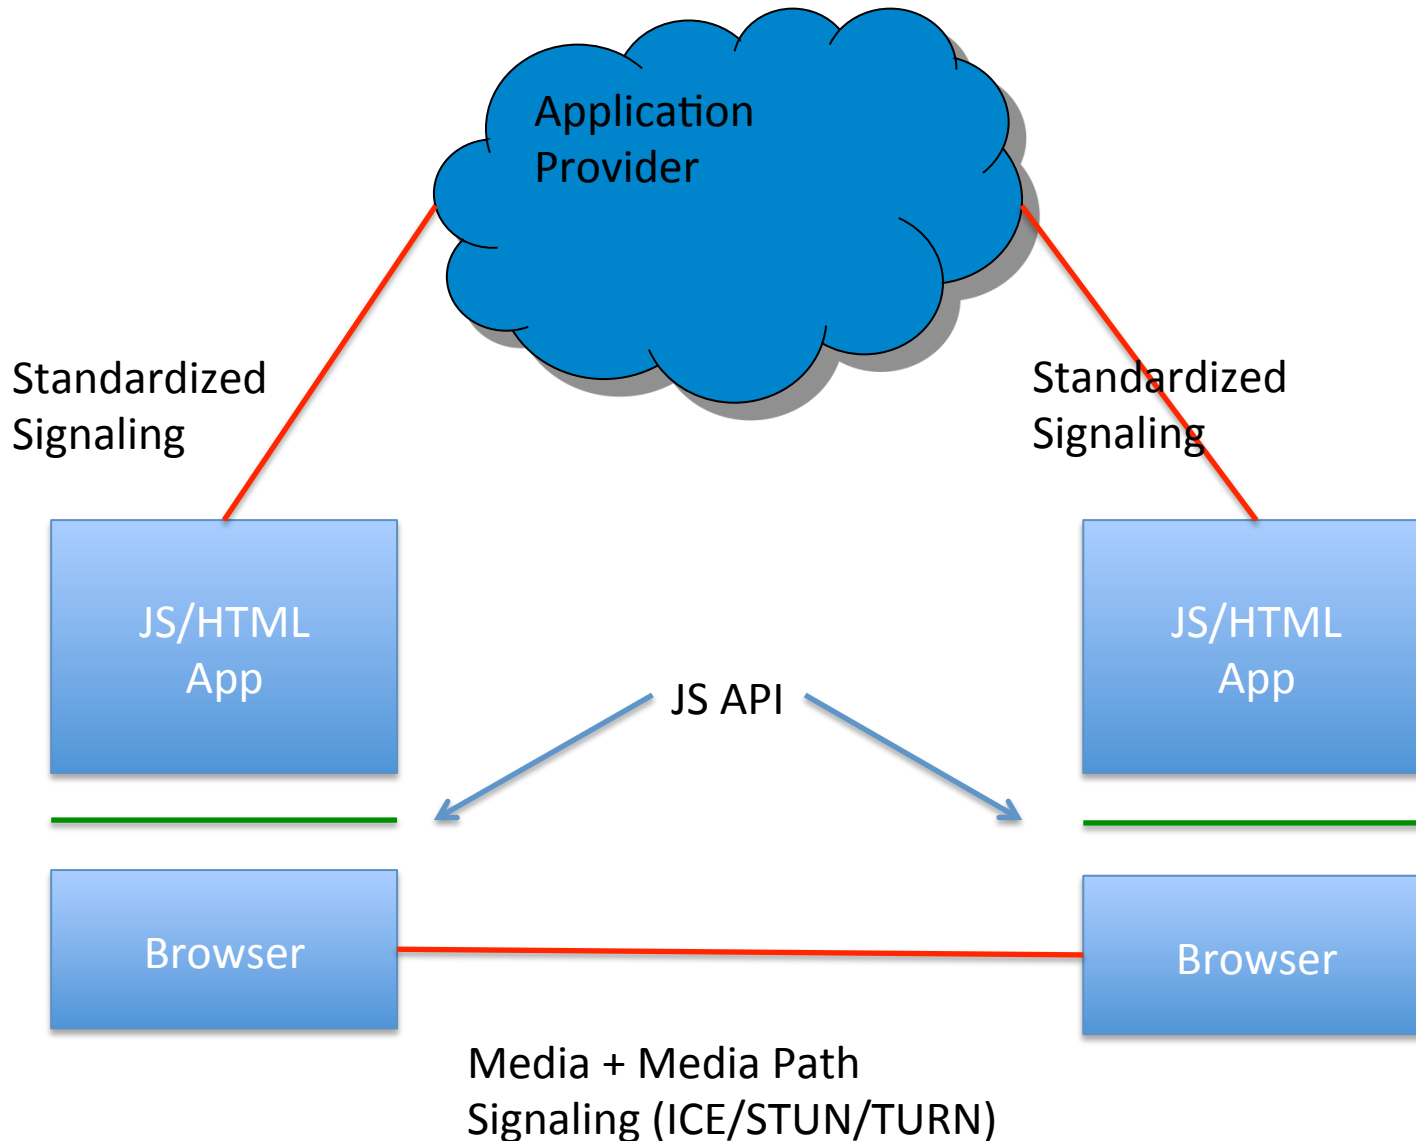 Application
Provider
Standardized
Signaling
Standardized
Signaling
JS/HTML
App
JS/HTML
App
JS API
Browser
Browser
Media + Media Path
Signaling (ICE/STUN/TURN)